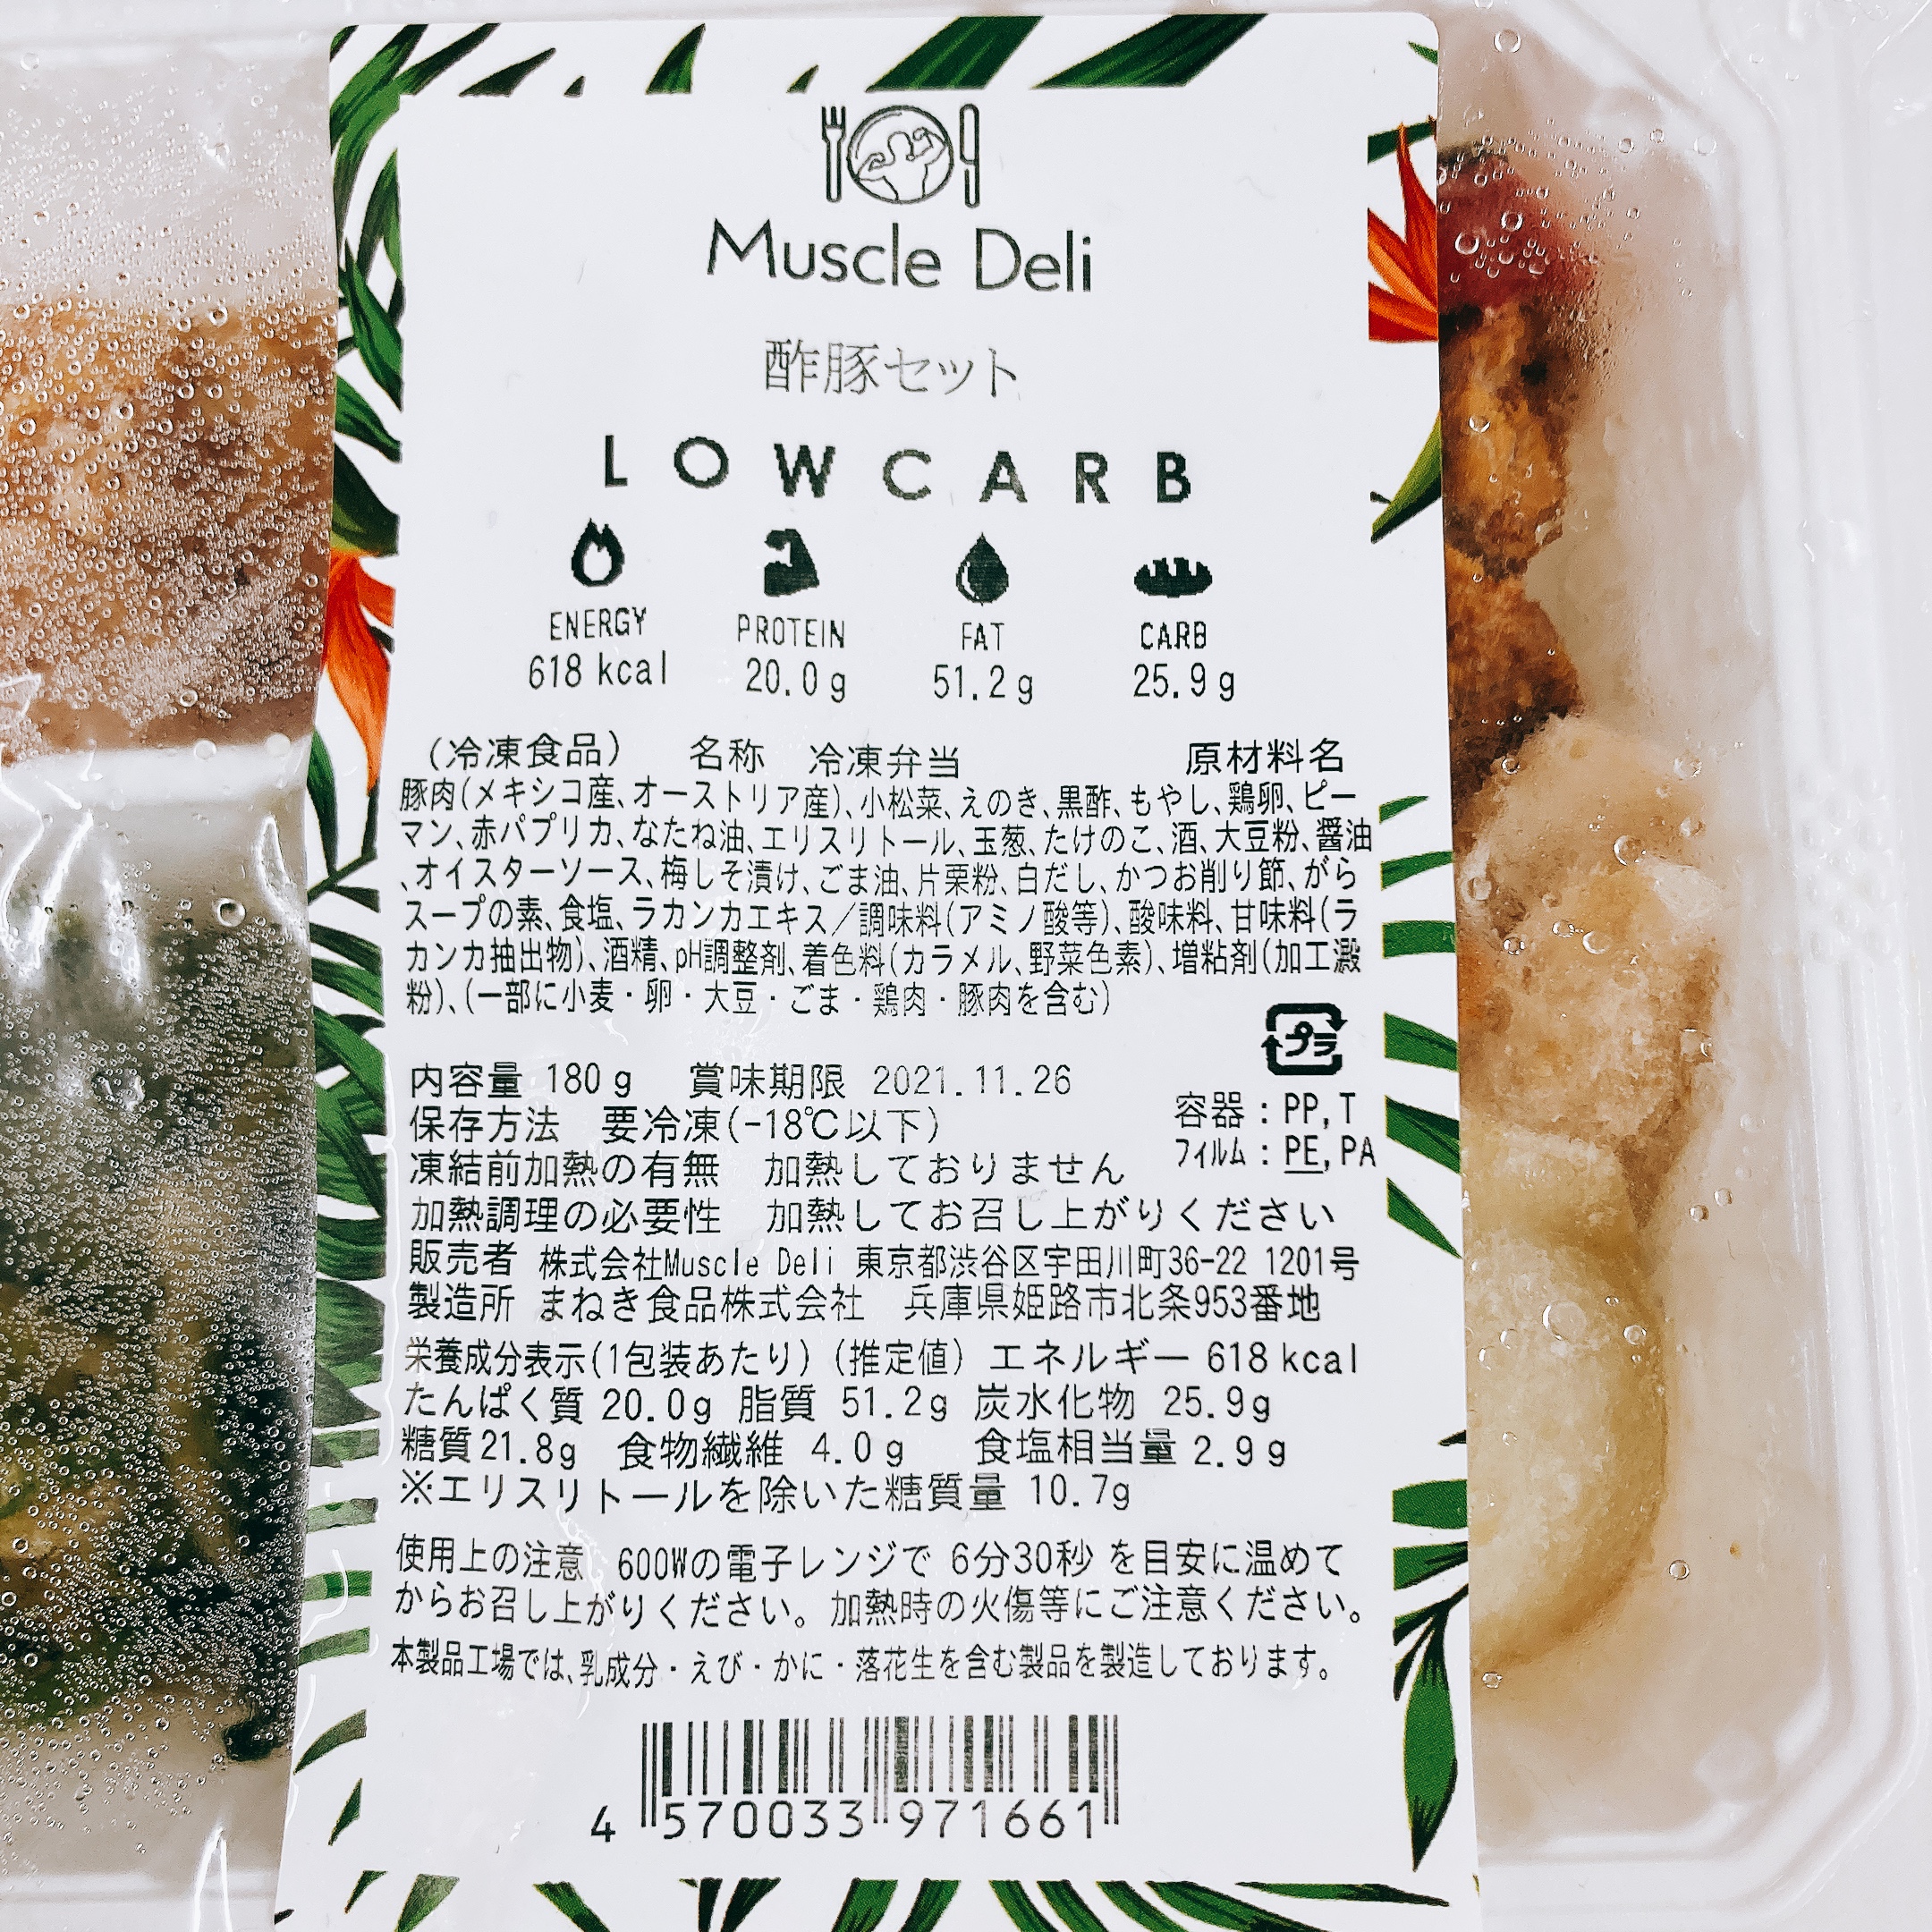 Muscle Deli
酢豚セット
LOWCARB
ENERGY PROTEIN FAT CARB
618 kcal 20.0g 51.2g 25.9g
(冷凍食品) 名称 冷凍弁当 原材料名
豚肉(メキシコ産、オーストリア産)、小松菜、えのき、黒酢、もやし、鶏卵、ピー
マン、赤パプリカ、なたね油、エリスリトール、玉葱、たけのこ、酒、大豆粉、醤油
、オイスターソース、梅しそ漬け、ごま油、片栗粉、白だし、かつお削り節、がら
スープの素、食塩、ラカンカエキス/調味料(アミノ酸等)、酸味料、甘味料(ラ
カンカ抽出物)、酒精、pH調整剤、着色料(カラメル、野菜色素)、増粘剤(加工澱
粉)、(一部に小麦・卵・大豆・ごま・鶏肉・豚肉を含む)
プラ
内容量 180g 賞味期限 2021.11.26
容器:PP,T
保存方法 要冷凍(-18℃以下)
フィルム:PE,PA
凍結前加熱の有無 加熱しておりません
加熱調理の必要性 加熱してお召し上がりください
販売者 株式会社Muscle Deli 東京都渋谷区宇田川町36-22 1201号
製造所 まねき食品株式会社 兵庫県姫路市北条953番地
栄養成分表示(1包装あたり)(推定値)エネルギー 618 kcal
たんぱく質 20.0g 脂質 51.2g 炭水化物 25.9g
糖質21.8g 食物繊維 4.0g 食塩相当量 2.9g
※エリスリトールを除いた糖質量 10.7g
使用上の注意 600Wの電子レンジで 6分30秒 を目安に温めて
からお召し上がりください。加熱時の火傷等にご注意ください。
本製品工場では、乳成分・えび・かに・落花生を含む製品を製造しております。
4 570033 971661